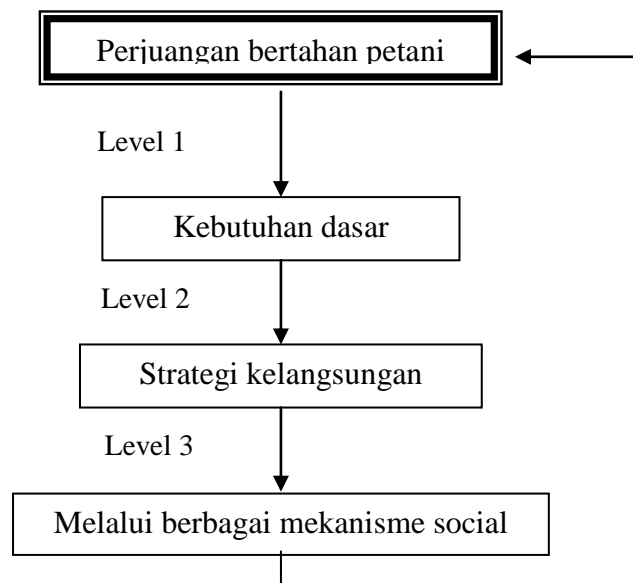 Perjuangan bertahan petani
Level 1
Kebutuhan dasar
Level 2
Strategi kelangsungan
Level 3
Melalui berbagai mekanisme social